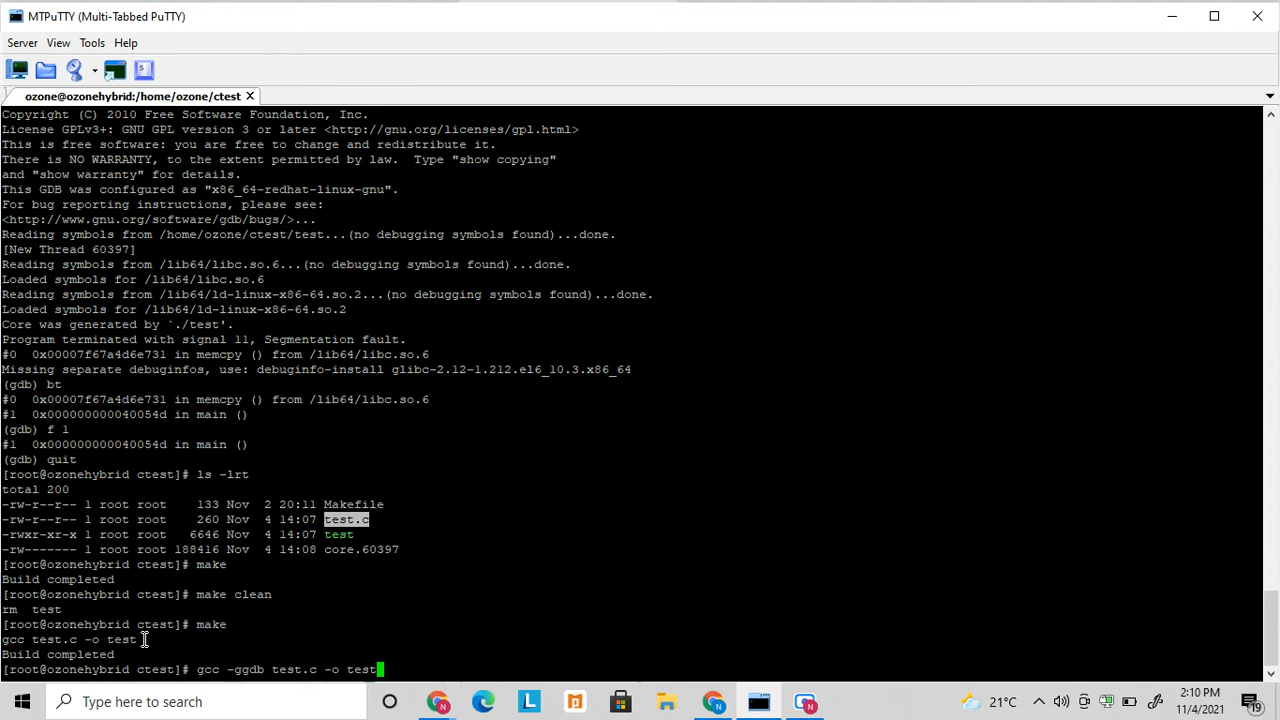 MTPuTTY (Multi-Tabbed PuTTY)
Server View Tools Help
ozone@ozonehybrid:/home/ozone/ctest
Copyright (C) 2010 Free Software Foundation, Inc.
License GPLv3+: GNU GPL version 3 or later <http://gnu.org/licenses/gpl.html>
This is free software: you are free to change and redistribute it.
There is NO WARRANTY, to the extent permitted by law.  Type "show copying"
and "show warranty" for details.
This GDB was configured as "x86_64-redhat-linux-gnu".
For bug reporting instructions, please see:
<http://www.gnu.org/software/gdb/bugs/>...
Reading symbols from /home/ozone/ctest/test...(no debugging symbols found)...done.
[New Thread 60397]
Reading symbols from /lib64/libc.so.6...(no debugging symbols found)...done.
Loaded symbols for /lib64/libc.so.6
Reading symbols from /lib64/ld-linux-x86-64.so.2...(no debugging symbols found)...done.
Loaded symbols for /lib64/ld-linux-x86-64.so.2
Core was generated by `./test'.
Program terminated with signal 11, Segmentation fault.
#0  0x00007f67a4d6e731 in memcpy () from /lib64/libc.so.6
Missing separate debuginfos, use: debuginfo-install glibc-2.12-1.212.el6_10.3.x86_64
(gdb) bt
#0  0x00007f67a4d6e731 in memcpy () from /lib64/libc.so.6
#1  0x000000000040054d in main ()
(gdb) f 1
#1  0x000000000040054d in main ()
(gdb) quit
[root@ozonehybrid ctest]# ls -lrt
total 200
-rw-r--r-- 1 root root    133 Nov  2 20:11 Makefile
-rw-r--r-- 1 root root    260 Nov  4 14:07 test.c
-rwxr-xr-x 1 root root   6646 Nov  4 14:07 test
-rw------- 1 root root 188416 Nov  4 14:08 core.60397
[root@ozonehybrid ctest]# make
Build completed
[root@ozonehybrid ctest]# make clean
rm  test
[root@ozonehybrid ctest]# make
gcc test.c -o test
Build completed
[root@ozonehybrid ctest]# gcc -ggdb test.c -o test
Type here to search
21°C
2:10 PM
11/4/2021
19